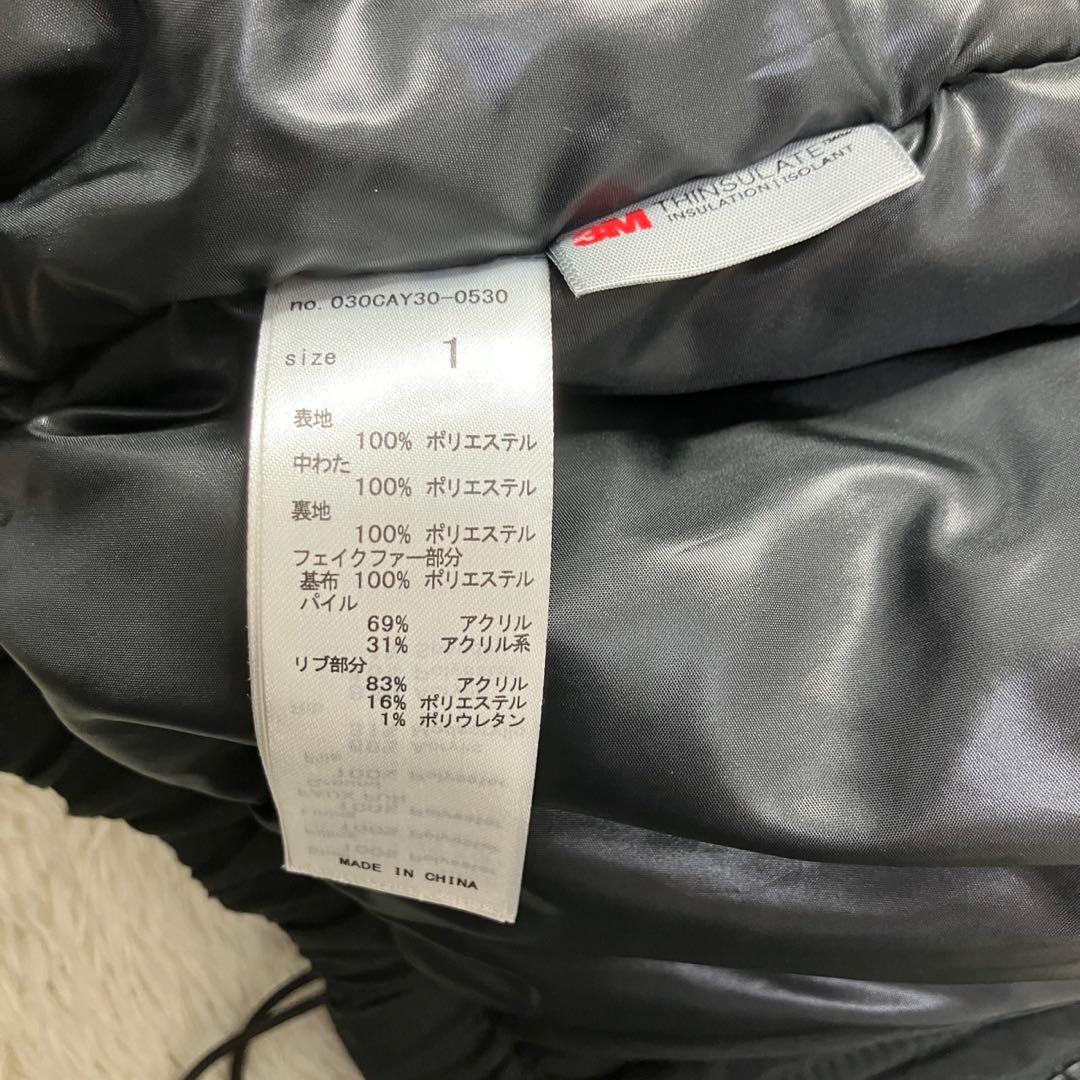 3M THINSULATE™
INSULATION | ISOLANT
no. 030CAY30-0530
size 1
表地
100% ポリエステル
中わた
100% ポリエステル
裏地
100% ポリエステル
フェイクファー部分
基布 100% ポリエステル
パイル
69% アクリル
31% アクリル系
リブ部分
83% アクリル
16% ポリエステル
1% ポリウレタン
MADE IN CHINA